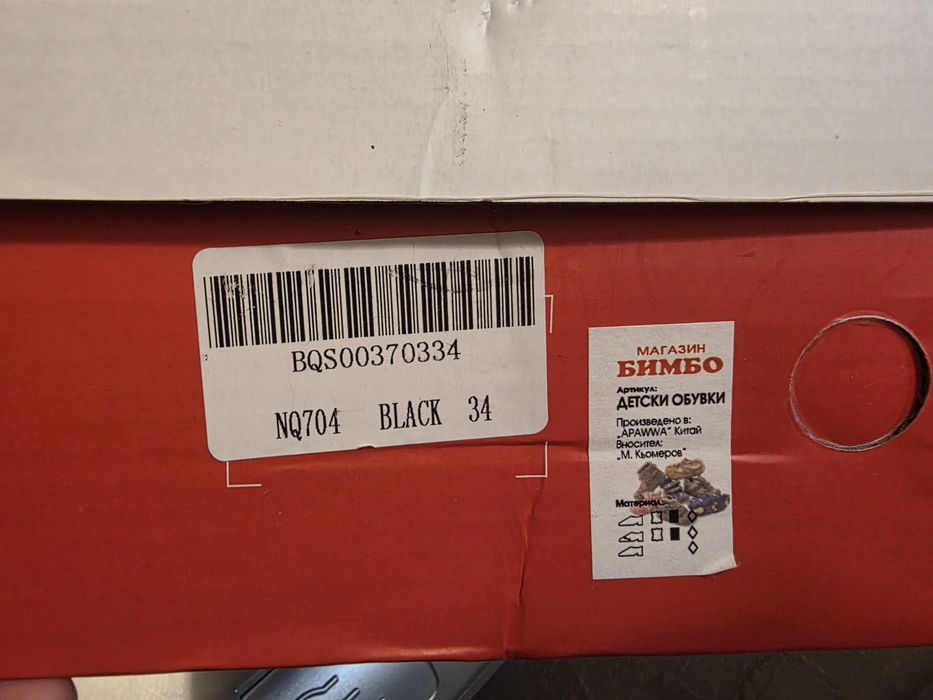 BQS00370334
NQ704 BLACK 34
МАГАЗИН
БИМБО
Артикул:
ДЕТСКИ ОБУВКИ
Произведено в:
„APAWWA" Китай
Вносител:
„М. Кьомеров"
Материал: